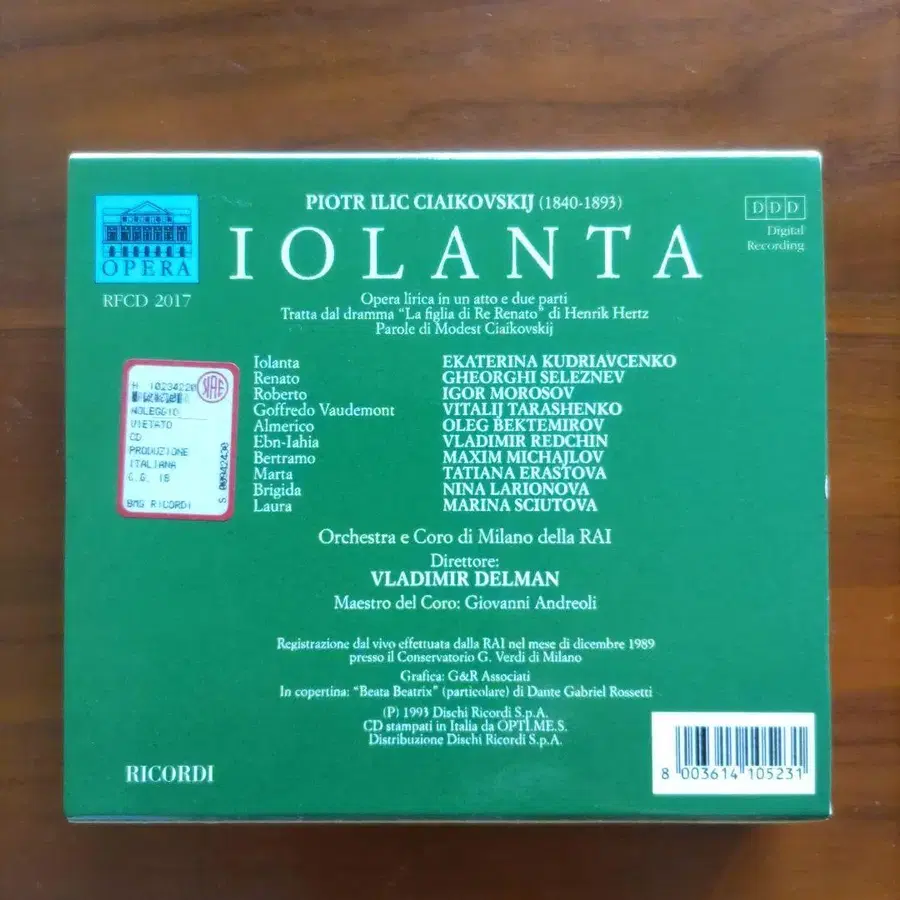 PIOTR ILIC CIAIKOVSKIJ (1840-1893)
DDD
Digital
Recording
OPERA
RFCD 2017
IOLANTA
Opera lirica in un atto e due parti
Tratta dal dramma "La figlia di Re Renato" di Henrik Hertz
Parole di Modest Ciaikovskij
Iolanta EKATERINA KUDRIAVCENKO
Renato GHEORGHI SELEZNEV
Roberto IGOR MOROSOV
Goffredo Vaudemont VITALIJ TARASHENKO
Almerico OLEG BEKTEMIROV
Ebn-Iahia VLADIMIR REDCHIN
Bertramo MAXIM MICHAJLOV
Marta TATIANA ERASTOVA
Brigida NINA LARIONOVA
Laura MARINA SCIUTOVA
H 10234220
NOLEGGIO
VIETATO
CD
PRODUZIONE
ITALIANA
C.G. 18
BMG RICORDI
S 00942430
Orchestra e Coro di Milano della RAI
Direttore:
VLADIMIR DELMAN
Maestro del Coro: Giovanni Andreoli
Registrazione dal vivo effettuata dalla RAI nel mese di dicembre 1989
presso il Conservatorio G. Verdi di Milano
Grafica: G&R Associati
In copertina: "Beata Beatrix" (particolare) di Dante Gabriel Rossetti
(P) 1993 Dischi Ricordi S.p.A.
CD stampati in Italia da OPTI.ME.S.
Distribuzione Dischi Ricordi S.p.A.
RICORDI
8 003614 105231